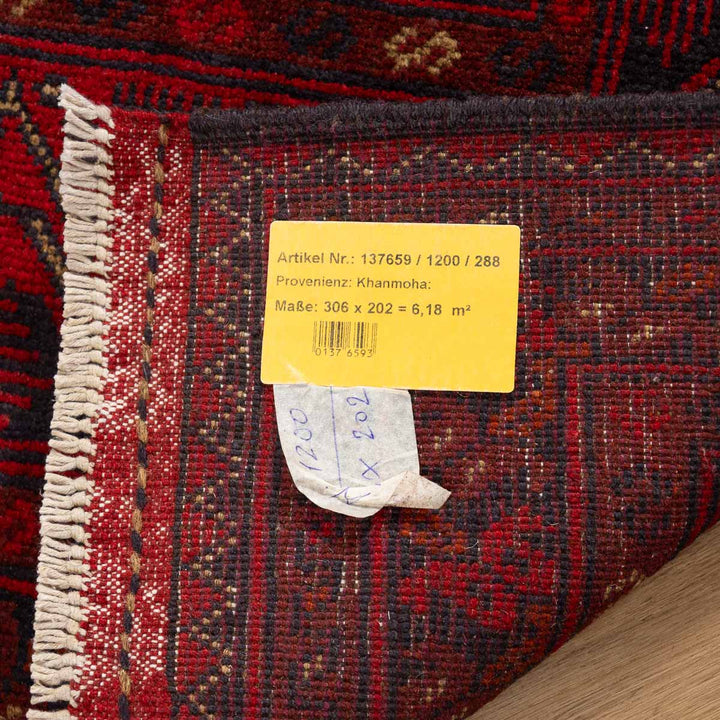 Artikel Nr.: 137659 / 1200 / 288
Provenienz: Khanmoha:
Maße: 306 x 202 = 6,18 m²
0137 6593
1200
x 202